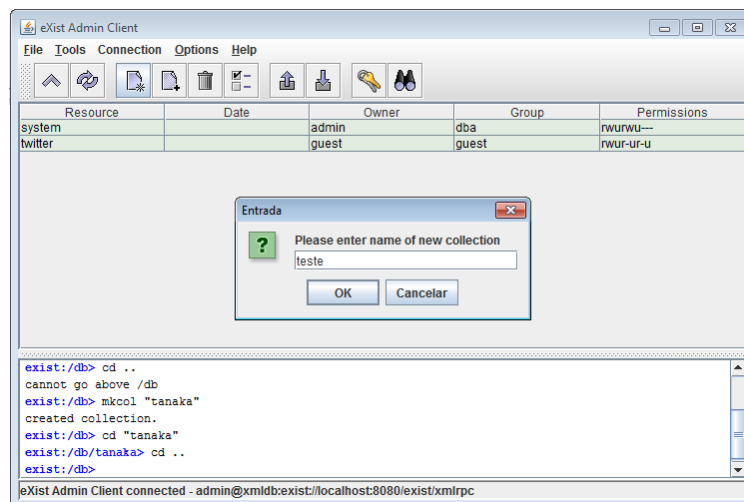 eXist Admin Client
File Tools Connection Options Help
Resource Date Owner Group Permissions
system admin dba rwurwu---
twitter guest guest rwur-ur-u
Entrada
Please enter name of new collection
teste
OK Cancelar
exist:/db> cd ..
cannot go above /db
exist:/db> mkcol "tanaka"
created collection.
exist:/db> cd "tanaka"
exist:/db/tanaka> cd ..
exist:/db>
eXist Admin Client connected - admin@xmldb:exist://localhost:8080/exist/xmlrpc